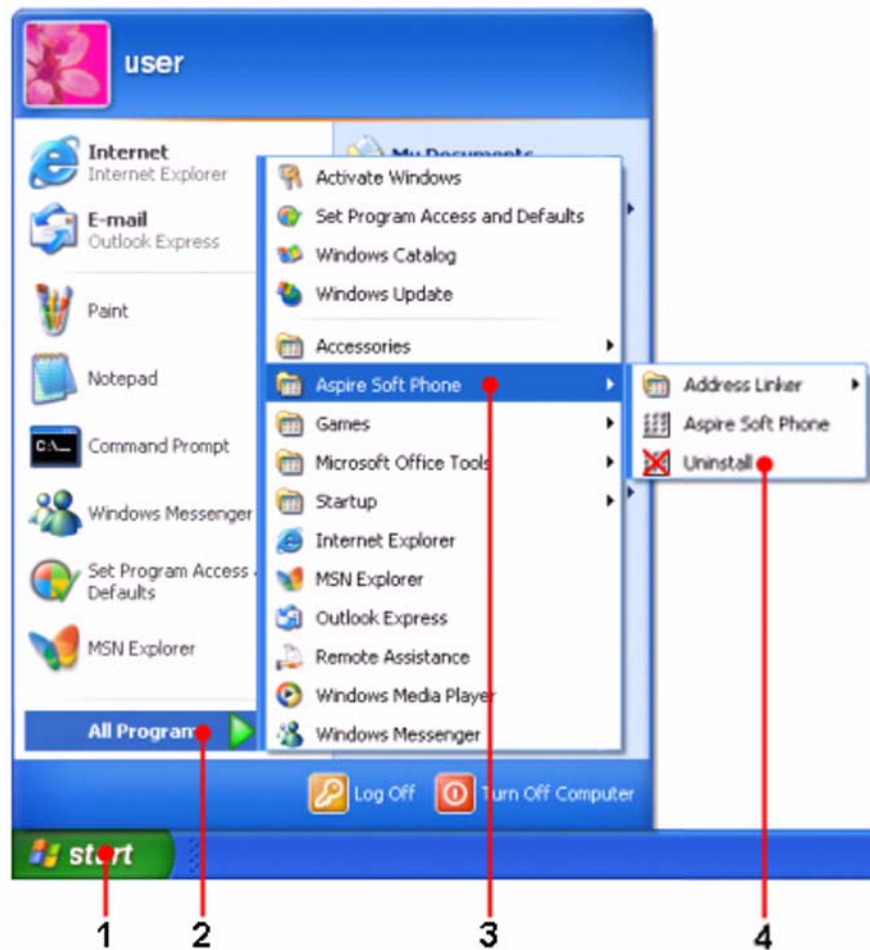 user
Internet
Internet Explorer
E-mail
Outlook Express
Paint
Notepad
C:\_
Command Prompt
Windows Messenger
Set Program Access
Defaults
MSN Explorer
All Programs
My Documents
Activate Windows
Set Program Access and Defaults
Windows Catalog
Windows Update
Accessories
Aspire Soft Phone
Games
Microsoft Office Tools
Startup
Internet Explorer
MSN Explorer
Outlook Express
Remote Assistance
Windows Media Player
Windows Messenger
Address Linker
Aspire Soft Phone
Uninstall
Log Off
Turn Off Computer
start
1
2
3
4